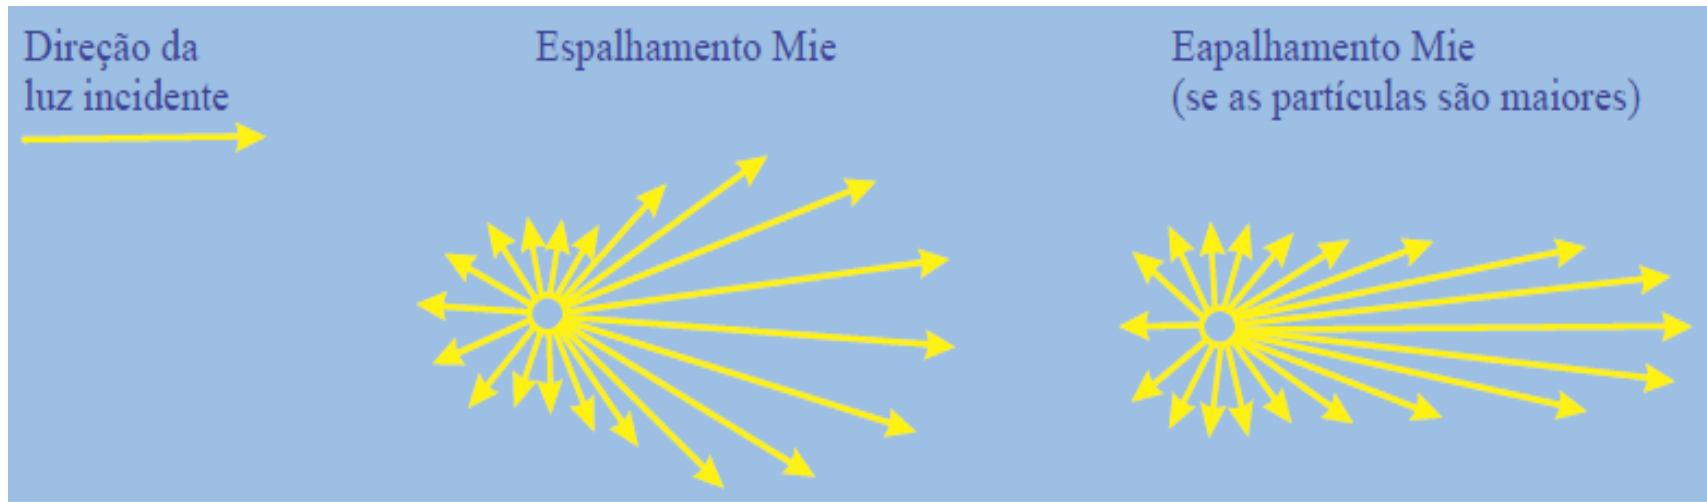 Direção da
luz incidente
Espalhamento Mie
Eapalhamento Mie
(se as partículas são maiores)